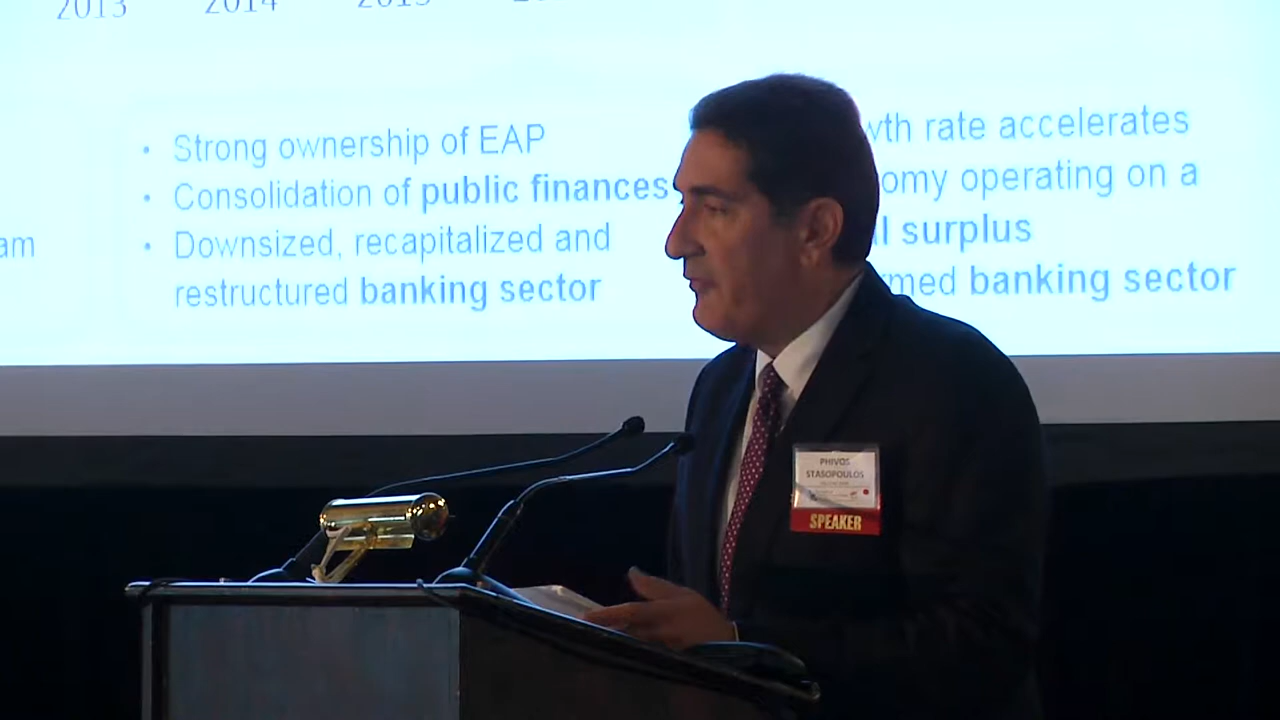 2013 2014 2015
• Strong ownership of EAP
• Consolidation of public finances
• Downsized, recapitalized and
restructured banking sector
am
wth rate accelerates
omy operating on a
l surplus
rmed banking sector
PHIVOS
STASOPOULOS
SPEAKER